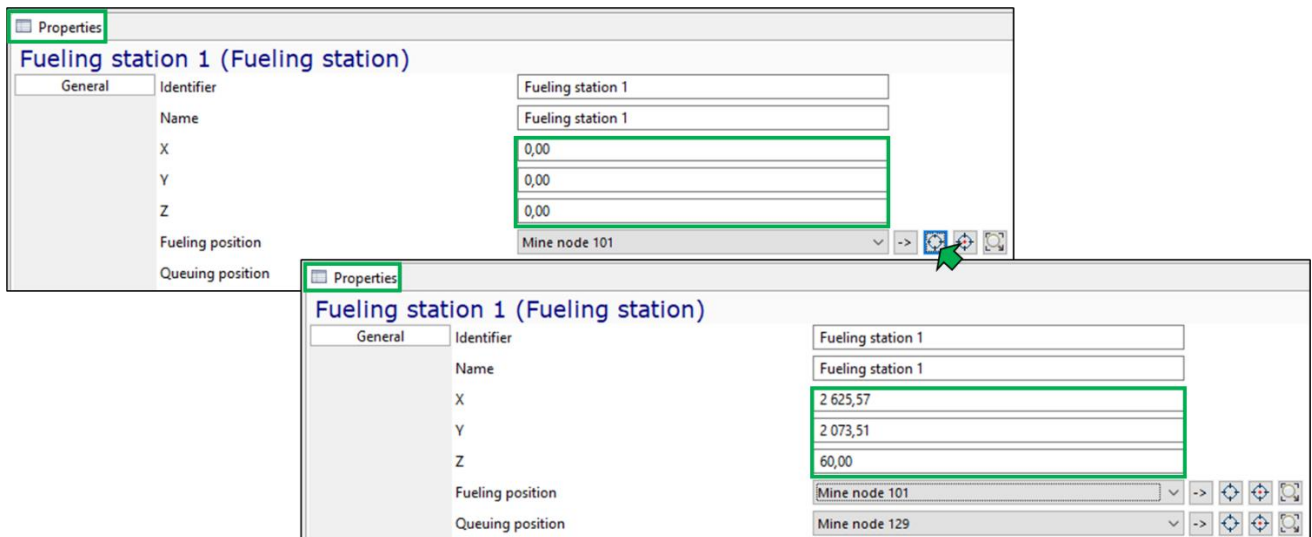 Properties
Fueling station 1 (Fueling station)
General Identifier Fueling station 1
Name Fueling station 1
X 0,00
Y 0,00
Z 0,00
Fueling position Mine node 101 ->
Queuing position
Properties
Fueling station 1 (Fueling station)
General Identifier Fueling station 1
Name Fueling station 1
X 2 625,57
Y 2 073,51
Z 60,00
Fueling position Mine node 101 ->
Queuing position Mine node 129 ->